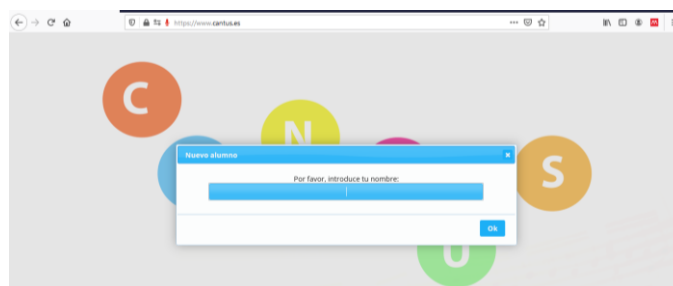 https://www.cantus.es
C
N
S
Nuevo alumno
Por favor, introduce tu nombre:
Ok
U